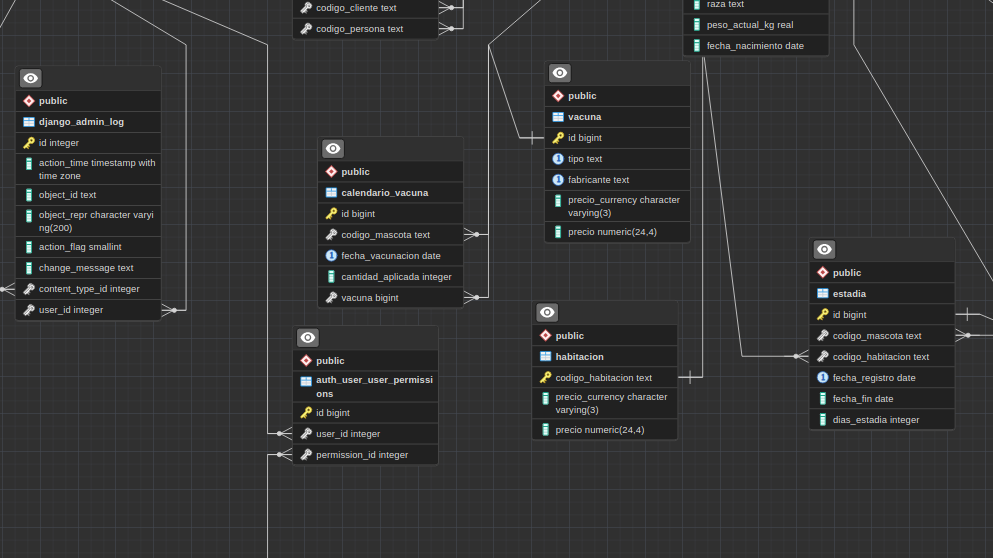 codigo_cliente text
codigo_persona text
raza text
peso_actual_kg real
fecha_nacimiento date
public
django_admin_log
id integer
action_time timestamp with
time zone
object_id text
object_repr character varyi
ng(200)
action_flag smallint
change_message text
content_type_id integer
user_id integer
public
calendario_vacuna
id bigint
codigo_mascota text
fecha_vacunacion date
cantidad_aplicada integer
vacuna bigint
public
vacuna
id bigint
tipo text
fabricante text
precio_currency character
varying(3)
precio numeric(24,4)
public
auth_user_user_permissi
ons
id bigint
user_id integer
permission_id integer
public
habitacion
codigo_habitacion text
precio_currency character
varying(3)
precio numeric(24,4)
public
estadia
id bigint
codigo_mascota text
codigo_habitacion text
fecha_registro date
fecha_fin date
dias_estadia integer